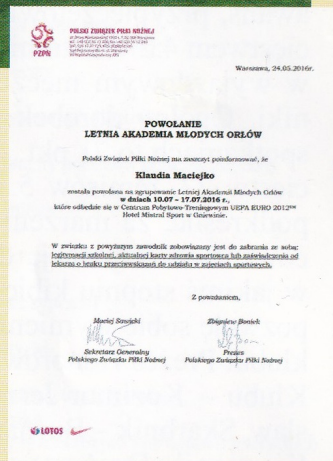 PZPN
POLSKI ZWIĄZEK PIŁKI NOŻNEJ
Warszawa, 24.05.2016r.
POWOŁANIE
LETNIA AKADEMIA MŁODYCH ORŁÓW
Polski Związek Piłki Nożnej ma zaszczyt poinformować, że
Klaudia Maciejko
została powołana na zgrupowanie Letniej Akademii Młodych Orłów
w dniach 10.07 - 17.07.2016 r.,
które odbędzie się w Centrum Pobytowo-Treningowym UEFA EURO 2012™
Hotel Mistral Sport w Gniewinie.
W związku z powyższym zawodnik zobowiązany jest do zabrania ze sobą:
legitymacji szkolnej, aktualnej karty zdrowia sportowca lub zaświadczenia od
lekarza o braku przeciwwskazań do udziału w zajęciach sportowych.
Z poważaniem,
Maciej Sawicki
Zbigniew Boniek
Sekretarz Generalny
Polskiego Związku Piłki Nożnej
Prezes
Polskiego Związku Piłki Nożnej
LOTOS